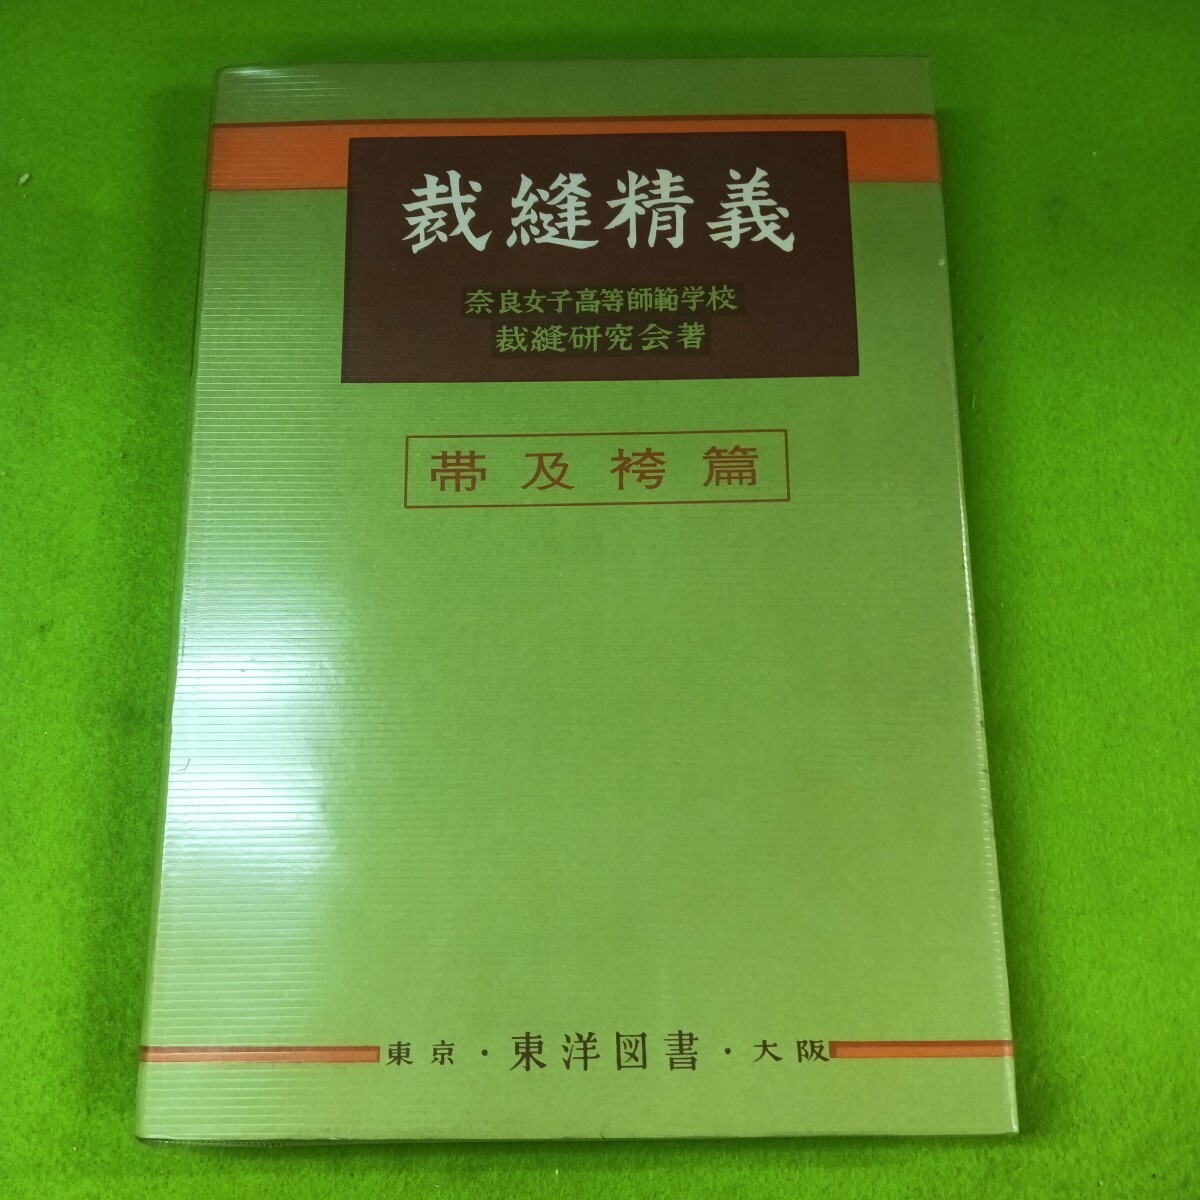 裁縫精義
奈良女子高等師範学校
裁縫研究会著
帯及袴篇
東京・東洋図書・大阪